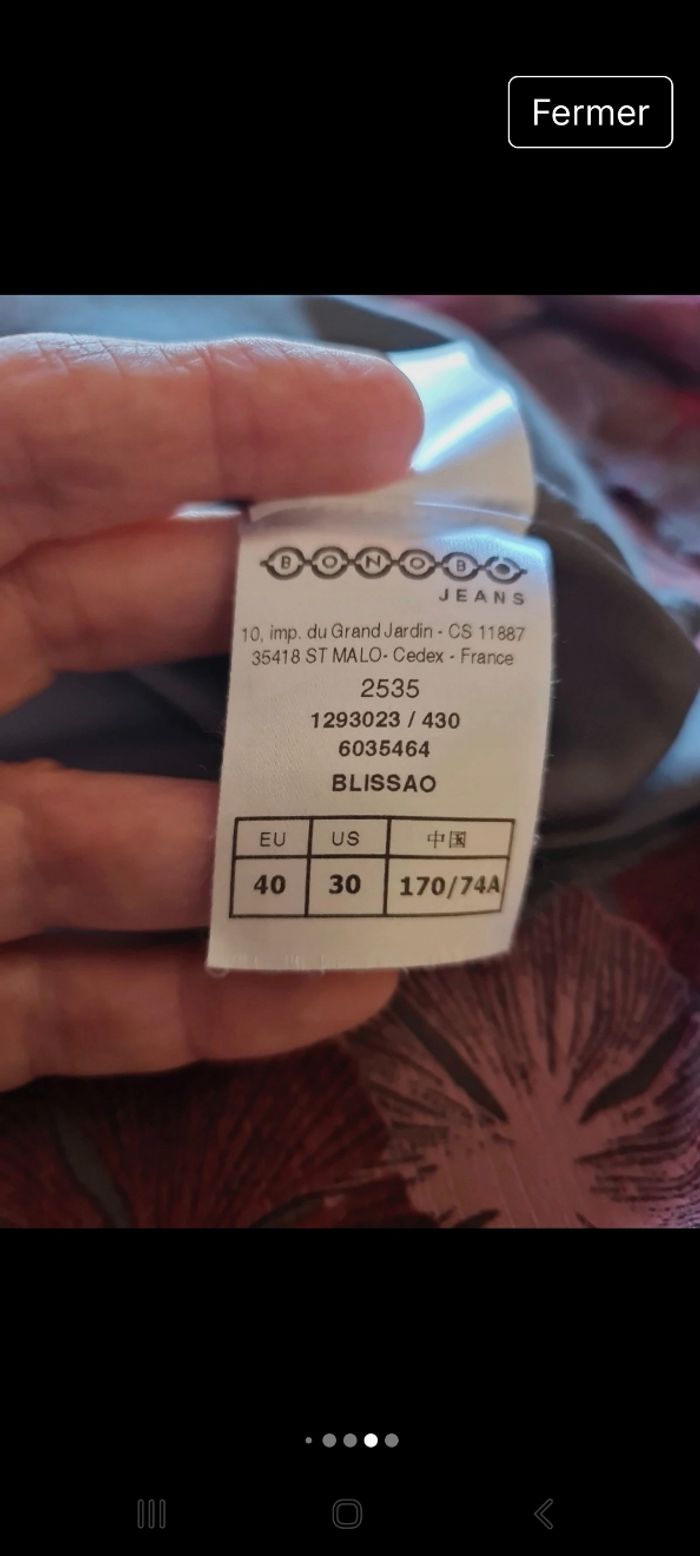 Fermer
BONOBO
JEANS
10, imp. du Grand Jardin - CS 11887
35418 ST MALO- Cedex - France
2535
1293023 / 430
6035464
BLISSAO
EU US 中国
40 30 170/74A